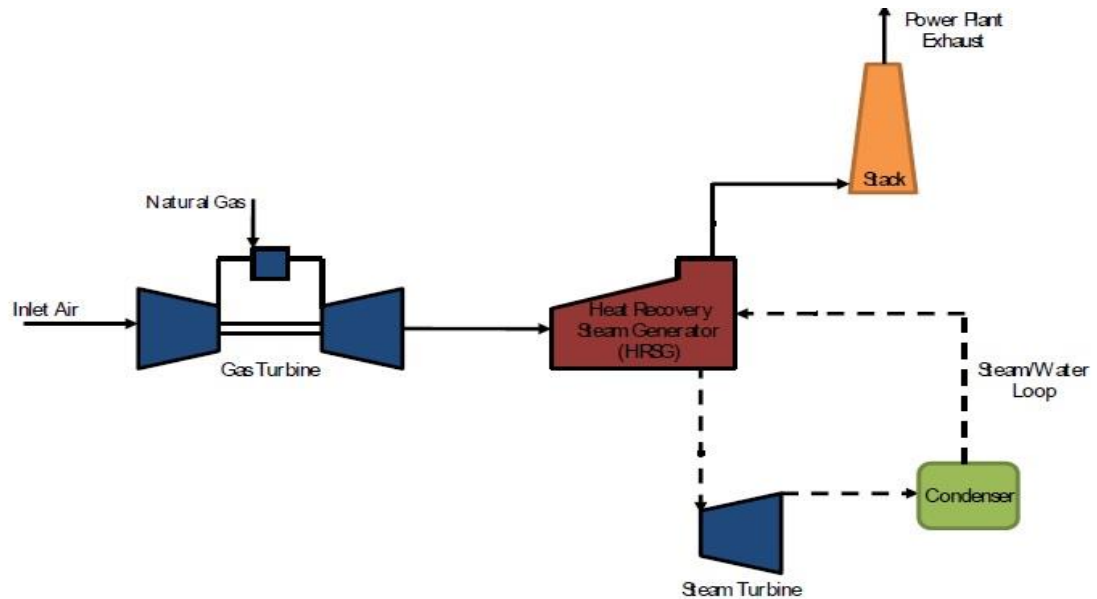 Power Plant
Exhaust
Stack
Natural Gas
Inlet Air
Gas Turbine
Heat Recovery
Steam Generator
(HRSG)
Steam/Water
Loop
Condenser
Steam Turbine